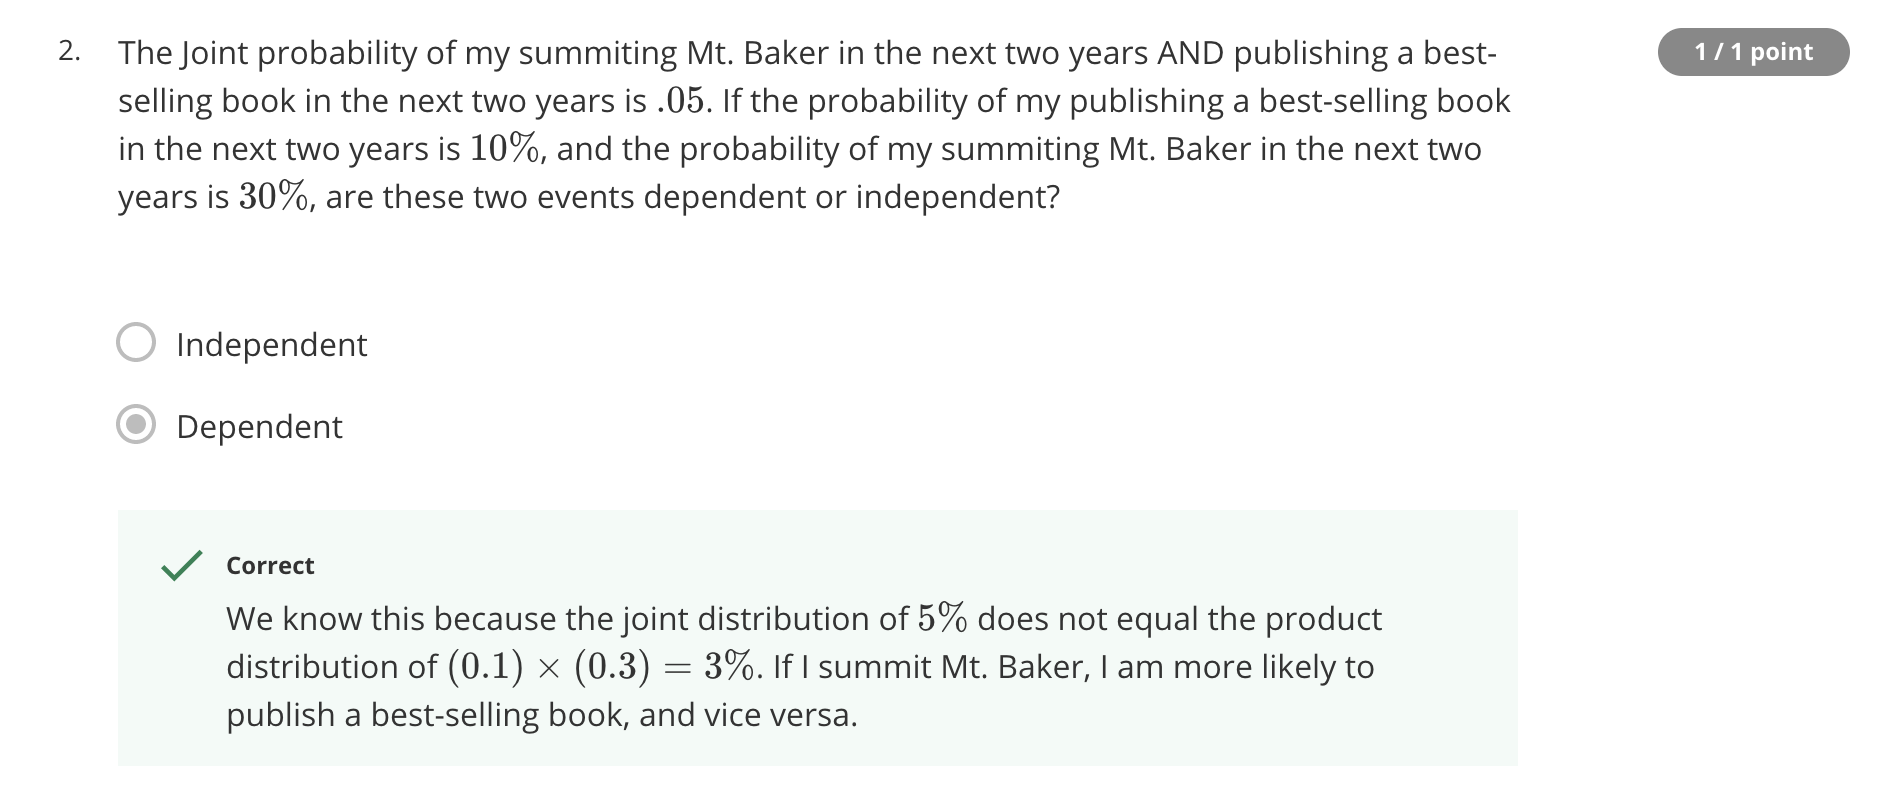 2. The Joint probability of my summiting Mt. Baker in the next two years AND publishing a best-
1 / 1 point
selling book in the next two years is .05. If the probability of my publishing a best-selling book
in the next two years is 10%, and the probability of my summiting Mt. Baker in the next two
years is 30%, are these two events dependent or independent?
Independent
Dependent
Correct
We know this because the joint distribution of 5% does not equal the product
distribution of (0.1) × (0.3) = 3%. If I summit Mt. Baker, I am more likely to
publish a best-selling book, and vice versa.